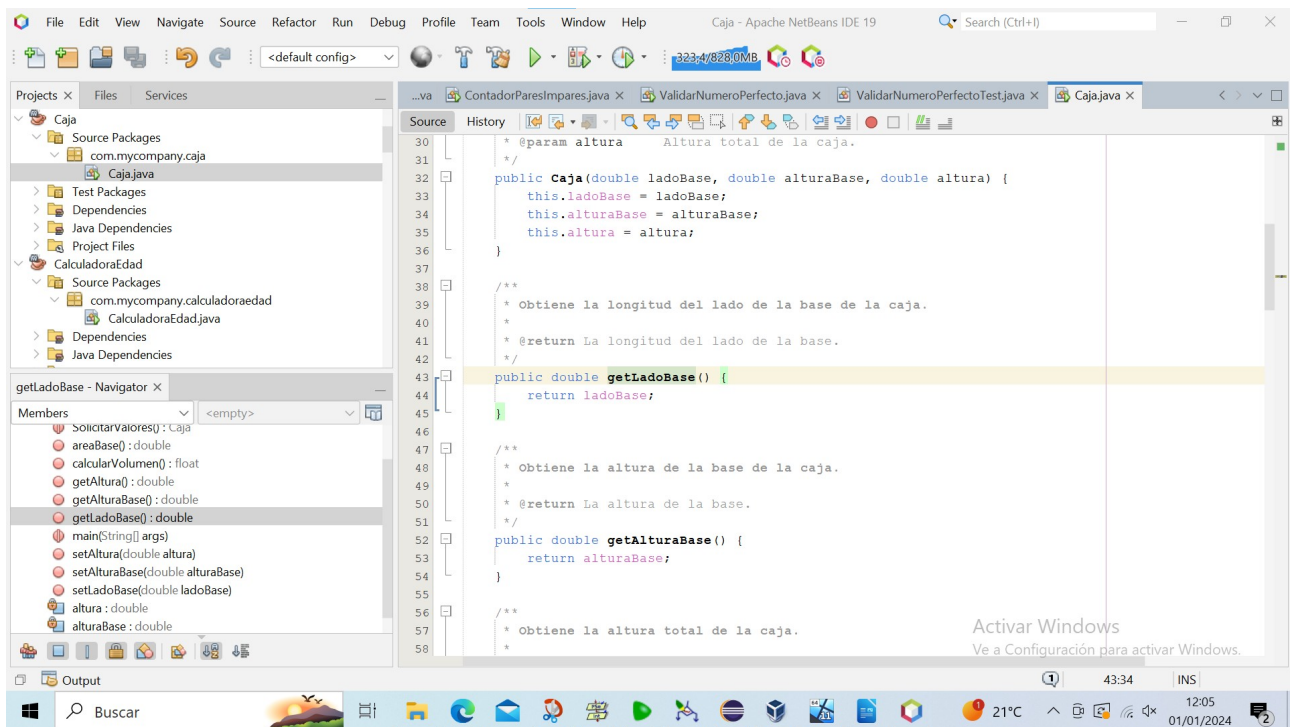 File Edit View Navigate Source Refactor Run Debug Profile Team Tools Window Help Caja - Apache NetBeans IDE 19 Search (Ctrl+I)
<default config> 323,4/828,0MB
Projects Files Services
Caja
Source Packages
com.mycompany.caja
Caja.java
Test Packages
Dependencies
Java Dependencies
Project Files
CalculadoraEdad
Source Packages
com.mycompany.calculadoraedad
CalculadoraEdad.java
Dependencies
Java Dependencies
getLadoBase - Navigator
Members <empty>
SolicitarValores() : Caja
areaBase() : double
calcularVolumen() : float
getAltura() : double
getAlturaBase() : double
getLadoBase() : double
main(String[] args)
setAltura(double altura)
setAlturaBase(double alturaBase)
setLadoBase(double ladoBase)
altura : double
alturaBase : double
...va ContadorParesImpares.java ValidarNumeroPerfecto.java ValidarNumeroPerfectoTest.java Caja.java
Source History
30 * @param altura Altura total de la caja.
31 */
32 public Caja(double ladoBase, double alturaBase, double altura) {
33 this.ladoBase = ladoBase;
34 this.alturaBase = alturaBase;
35 this.altura = altura;
36 }
37
38 /**
39 * Obtiene la longitud del lado de la base de la caja.
40 *
41 * @return La longitud del lado de la base.
42 */
43 public double getLadoBase() {
44 return ladoBase;
45 }
46
47 /**
48 * Obtiene la altura de la base de la caja.
49 *
50 * @return La altura de la base.
51 */
52 public double getAlturaBase() {
53 return alturaBase;
54 }
55
56 /**
57 * Obtiene la altura total de la caja.
58 *
Activar Windows
Ve a Configuración para activar Windows.
Output 1 43:34 INS
Buscar 21°C 12:05
01/01/2024 2